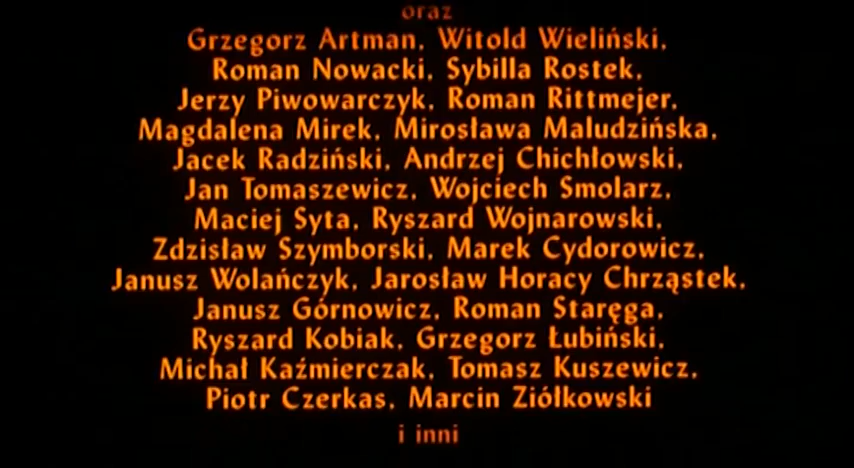 oraz
Grzegorz Artman, Witold Wieliński,
Roman Nowacki, Sybilla Rostek,
Jerzy Piwowarczyk, Roman Rittmejer,
Magdalena Mirek, Mirosława Maludzińska,
Jacek Radziński, Andrzej Chichłowski,
Jan Tomaszewicz, Wojciech Smolarz,
Maciej Syta, Ryszard Wojnarowski,
Zdzisław Szymborski, Marek Cydorowicz,
Janusz Wolańczyk, Jarosław Horacy Chrząstek,
Janusz Górnowicz, Roman Staręga,
Ryszard Kobiak, Grzegorz Łubiński,
Michał Kaźmierczak, Tomasz Kuszewicz,
Piotr Czerkas, Marcin Ziółkowski
i inni